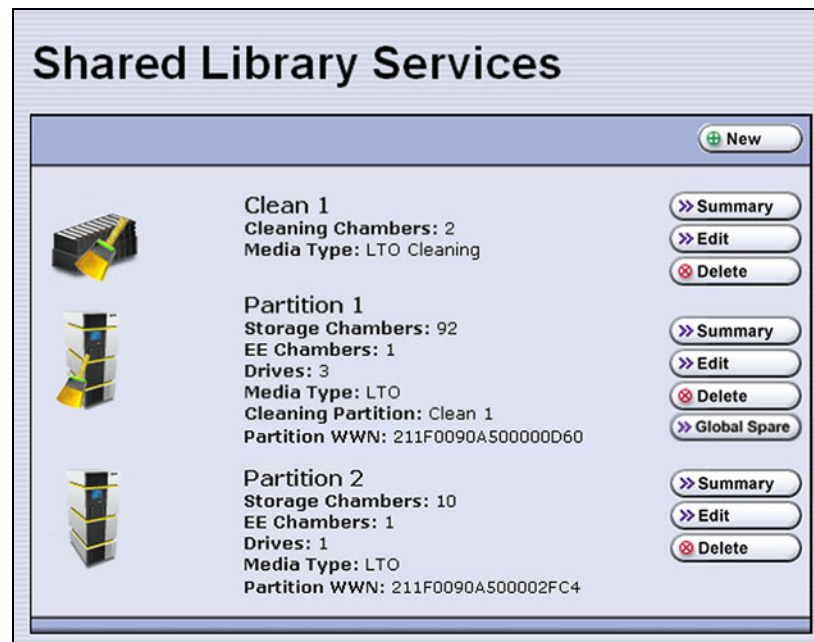 Shared Library Services
New
Clean 1
Cleaning Chambers: 2
Media Type: LTO Cleaning
Summary
Edit
Delete
Partition 1
Storage Chambers: 92
EE Chambers: 1
Drives: 3
Media Type: LTO
Cleaning Partition: Clean 1
Partition WWN: 211F0090A500000D60
Summary
Edit
Delete
Global Spare
Partition 2
Storage Chambers: 10
EE Chambers: 1
Drives: 1
Media Type: LTO
Partition WWN: 211F0090A500002FC4
Summary
Edit
Delete